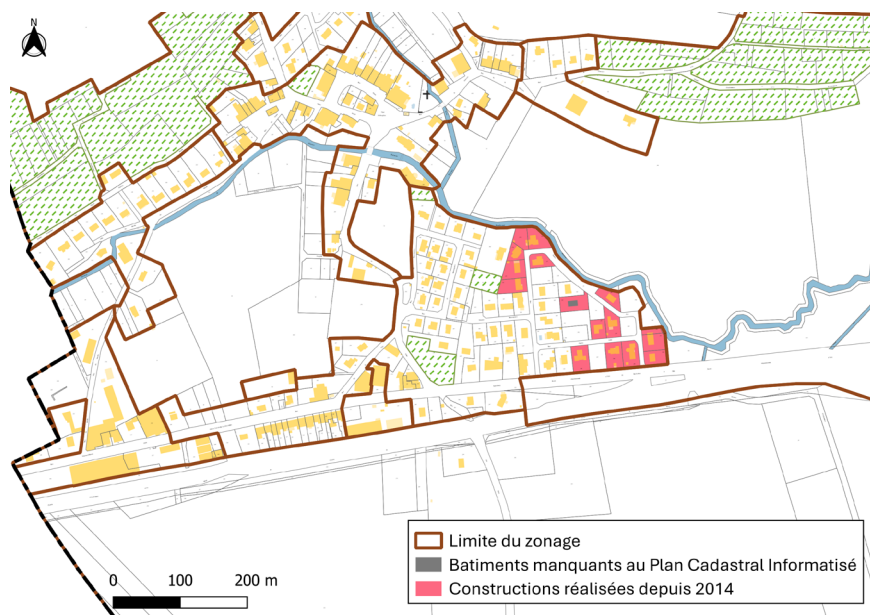 N
Limite du zonage
Batiments manquants au Plan Cadastral Informatisé
Constructions réalisées depuis 2014
0 100 200 m